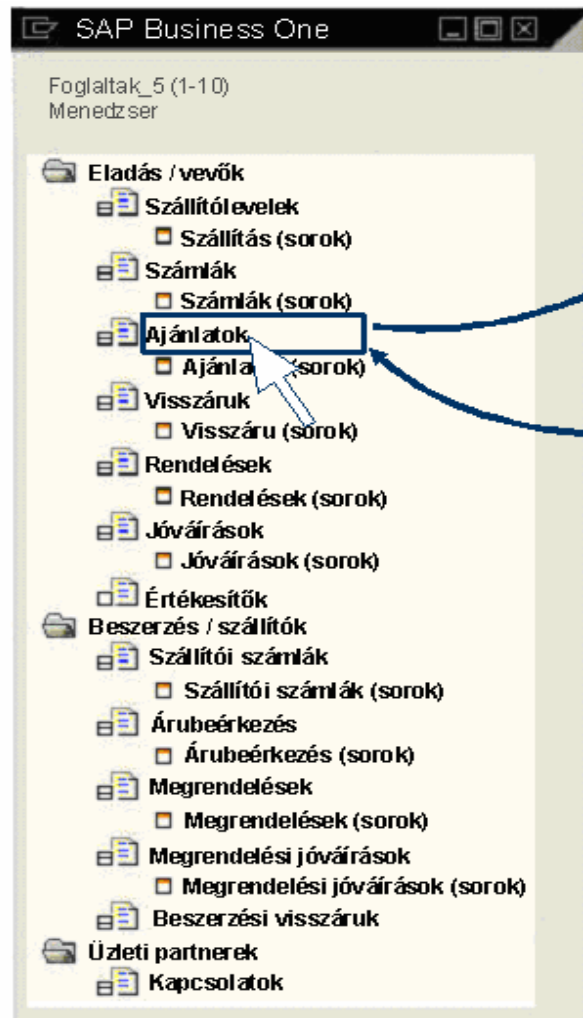 SAP Business One
Foglaltak_5 (1-10)
Menedzser
Eladás / vevők
Szállítólevelek
Szállítás (sorok)
Számlák
Számlák (sorok)
Ajánlatok
(sorok)
Visszáruk
Visszáru (sorok)
Rendelések
Rendelések (sorok)
Jóváírások
Jóváírások (sorok)
Értékesítők
Beszerzés / szállítók
Szállítói számlák
Szállítói számlák (sorok)
Árubeérkezés
Árubeérkezés (sorok)
Megrendelések
Megrendelések (sorok)
Megrendelési jóváírások
Megrendelési jóváírások (sorok)
Beszerzési visszáruk
Üzleti partnerek
Kapcsolatok